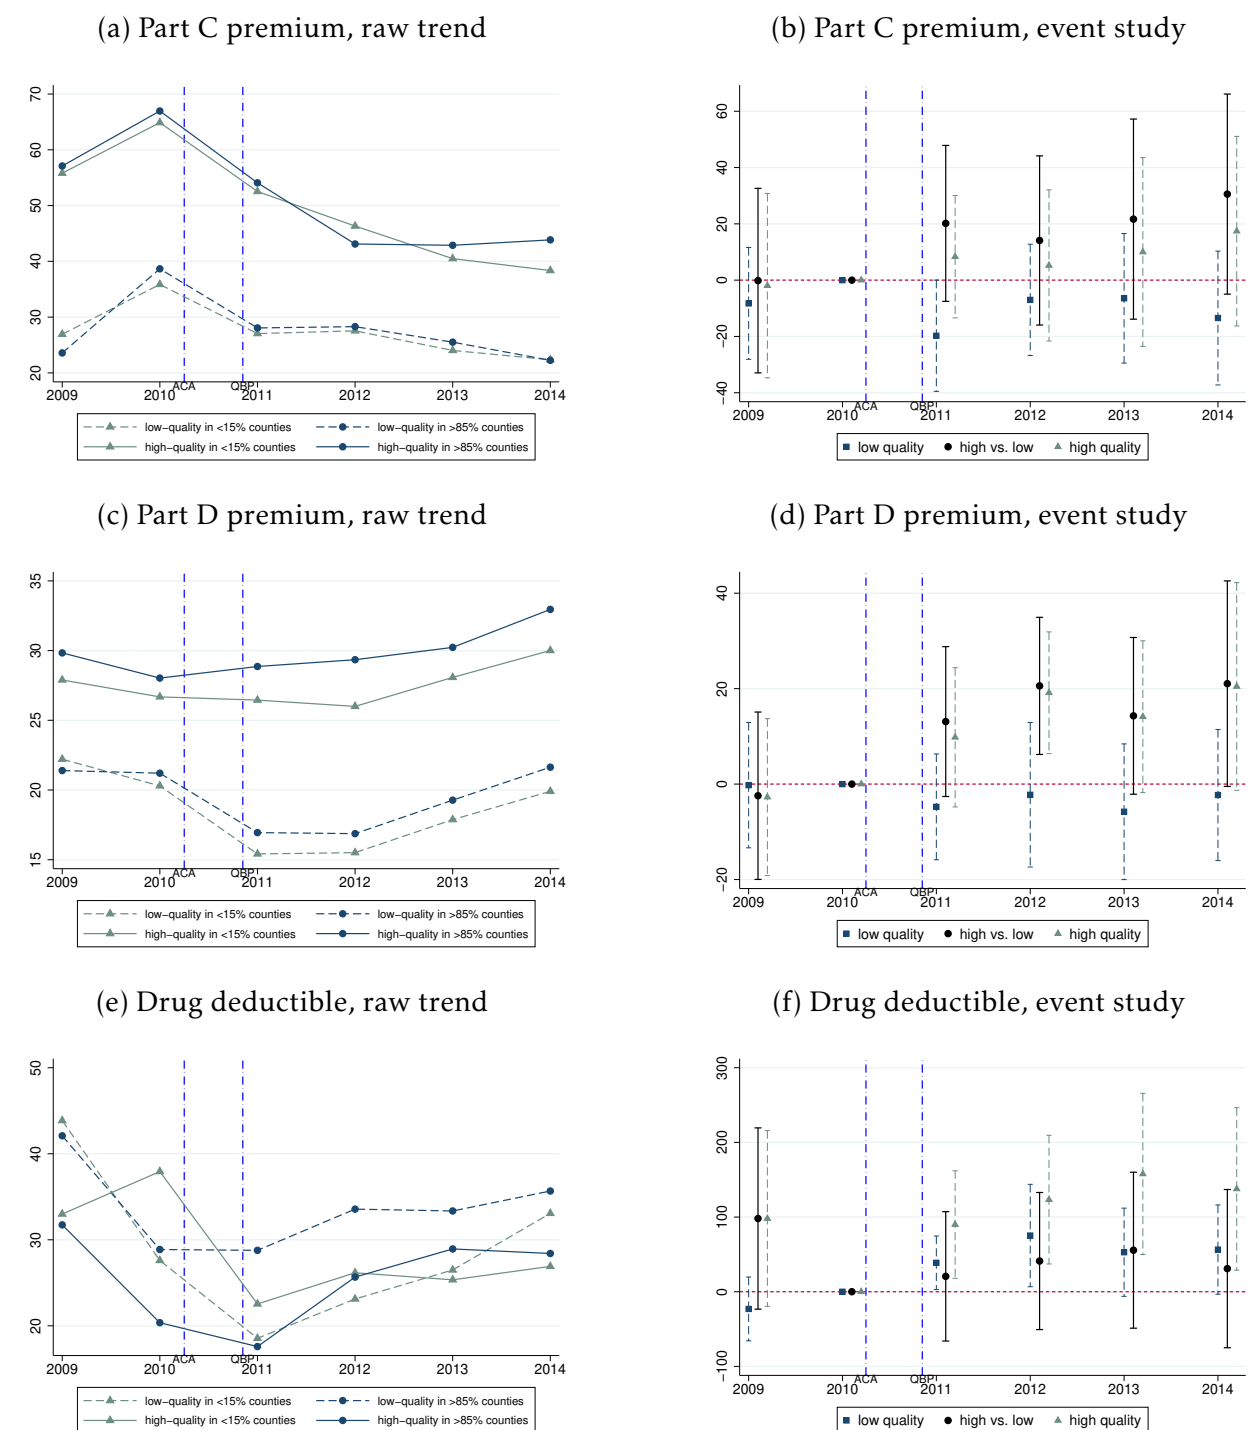 (a) Part C premium, raw trend
70
60
50
40
30
20
2009 2010 ACA QBP 2011 2012 2013 2014
low−quality in <15% counties low−quality in >85% counties
high−quality in <15% counties high−quality in >85% counties
(b) Part C premium, event study
60
40
20
0
−20
−40
2009 2010 ACA QBP 2011 2012 2013 2014
low quality high vs. low high quality
(c) Part D premium, raw trend
35
30
25
20
15
2009 2010 ACA QBP 2011 2012 2013 2014
low−quality in <15% counties low−quality in >85% counties
high−quality in <15% counties high−quality in >85% counties
(d) Part D premium, event study
40
20
0
−20
2009 2010 ACA QBP 2011 2012 2013 2014
low quality high vs. low high quality
(e) Drug deductible, raw trend
50
40
30
20
2009 2010 ACA QBP 2011 2012 2013 2014
low−quality in <15% counties low−quality in >85% counties
high−quality in <15% counties high−quality in >85% counties
(f) Drug deductible, event study
300
200
100
0
−100
2009 2010 ACA QBP 2011 2012 2013 2014
low quality high vs. low high quality